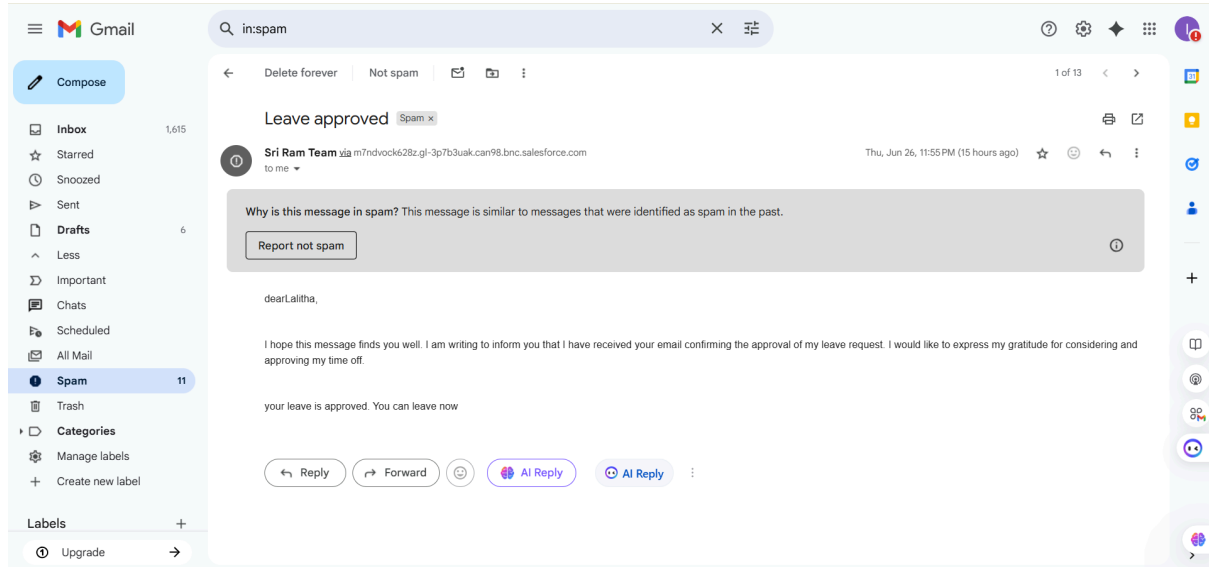 Gmail
in:spam
Compose
Delete forever Not spam 1 of 13
31
Leave approved Spam ×
Inbox 1,615
Starred
Snoozed
Sent
Drafts 6
Less
Important
Chats
Scheduled
All Mail
Spam 11
Trash
Categories
Manage labels
Create new label
Labels +
Upgrade
Sri Ram Team via m7ndvock628z.gl-3p7b3uak.can98.bnc.salesforce.com Thu, Jun 26, 11:55 PM (15 hours ago)
to me
Why is this message in spam? This message is similar to messages that were identified as spam in the past.
Report not spam
dearLalitha,
I hope this message finds you well. I am writing to inform you that I have received your email confirming the approval of my leave request. I would like to express my gratitude for considering and
approving my time off.
your leave is approved. You can leave now
Reply Forward AI Reply AI Reply